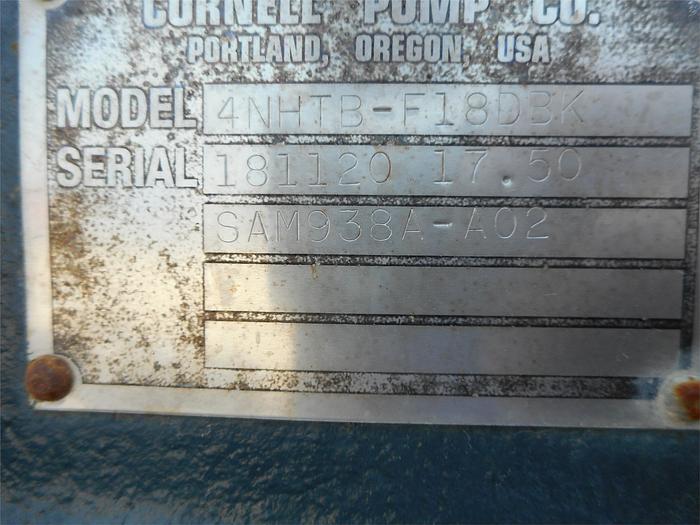 CORNELL PUMP CO.
PORTLAND, OREGON, USA
MODEL 4NHTB-F18DBK
SERIAL 181120 17.50
SAM938A-A02